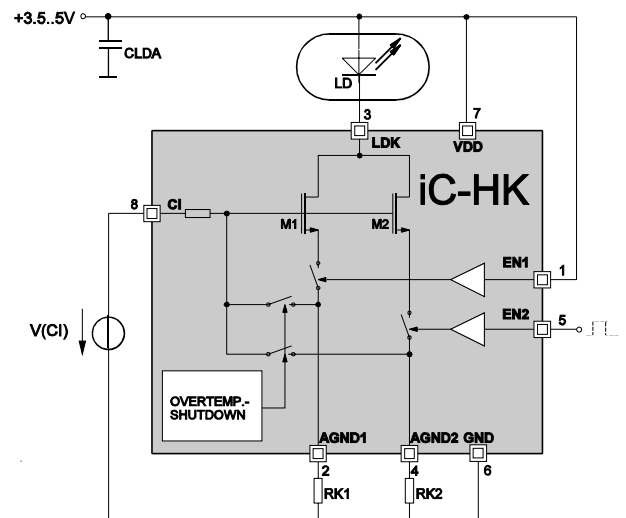 +3.5..5V
CLDA
LD
3
7
LDK
VDD
iC-HK
8
CI
M1
M2
EN1
1
EN2
5
V(CI)
OVERTEMP.-
SHUTDOWN
AGND1
AGND2
GND
2
4
6
RK1
RK2